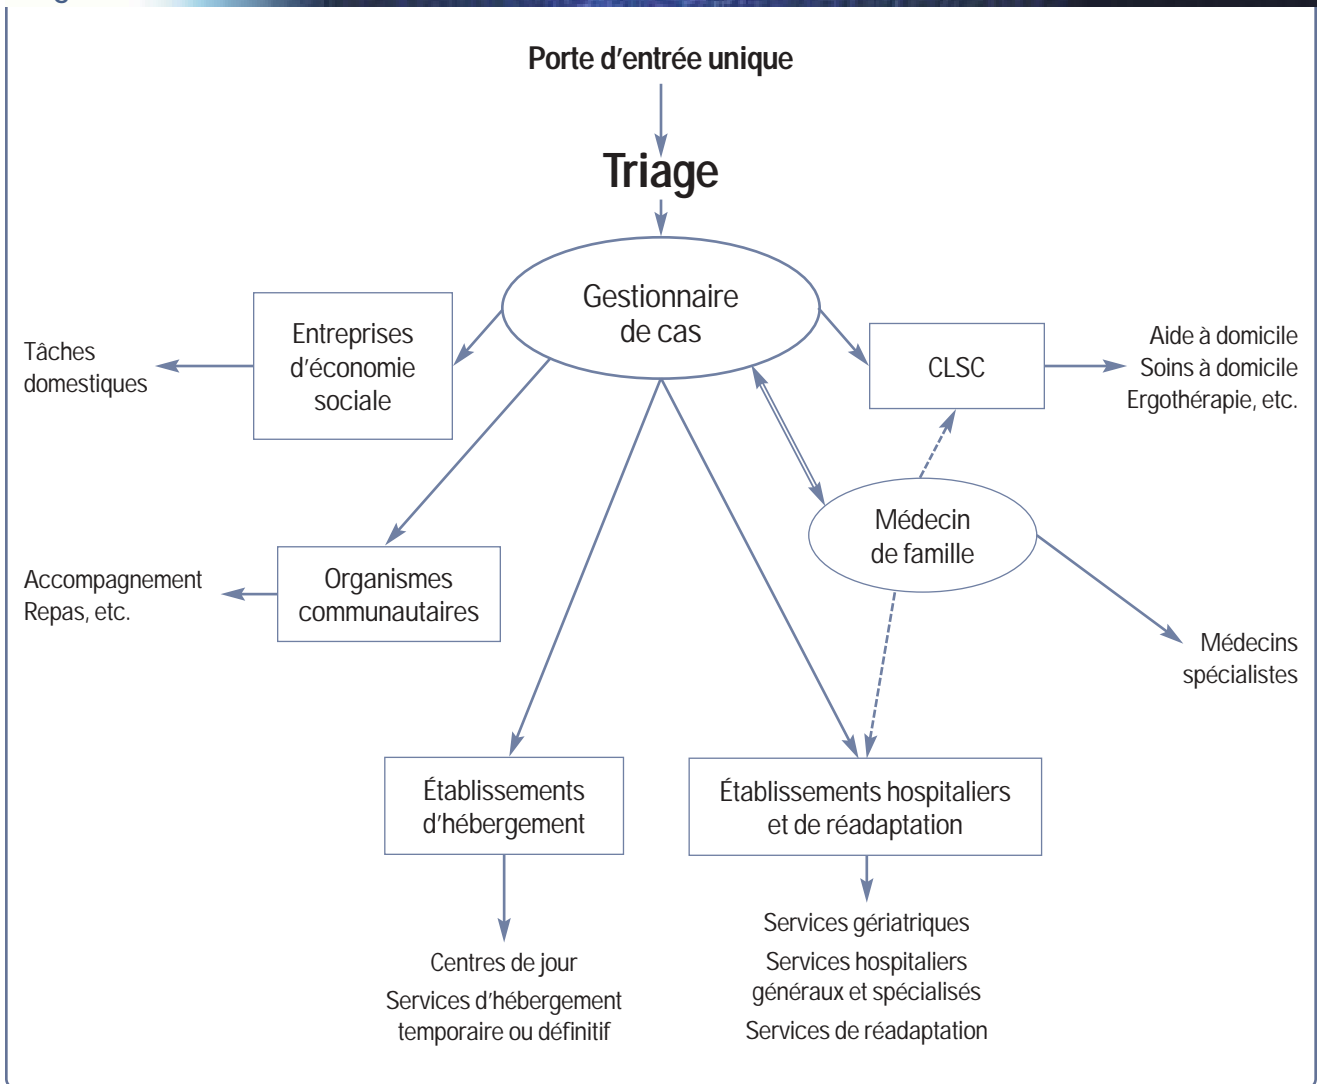 Porte d'entrée unique
Triage
Gestionnaire
de cas
Entreprises
d'économie
sociale
Tâches
domestiques
CLSC
Aide à domicile
Soins à domicile
Ergothérapie, etc.
Médecin
de famille
Organismes
communautaires
Accompagnement
Repas, etc.
Médecins
spécialistes
Établissements
d'hébergement
Établissements hospitaliers
et de réadaptation
Centres de jour
Services d'hébergement
temporaire ou définitif
Services gériatriques
Services hospitaliers
généraux et spécialisés
Services de réadaptation